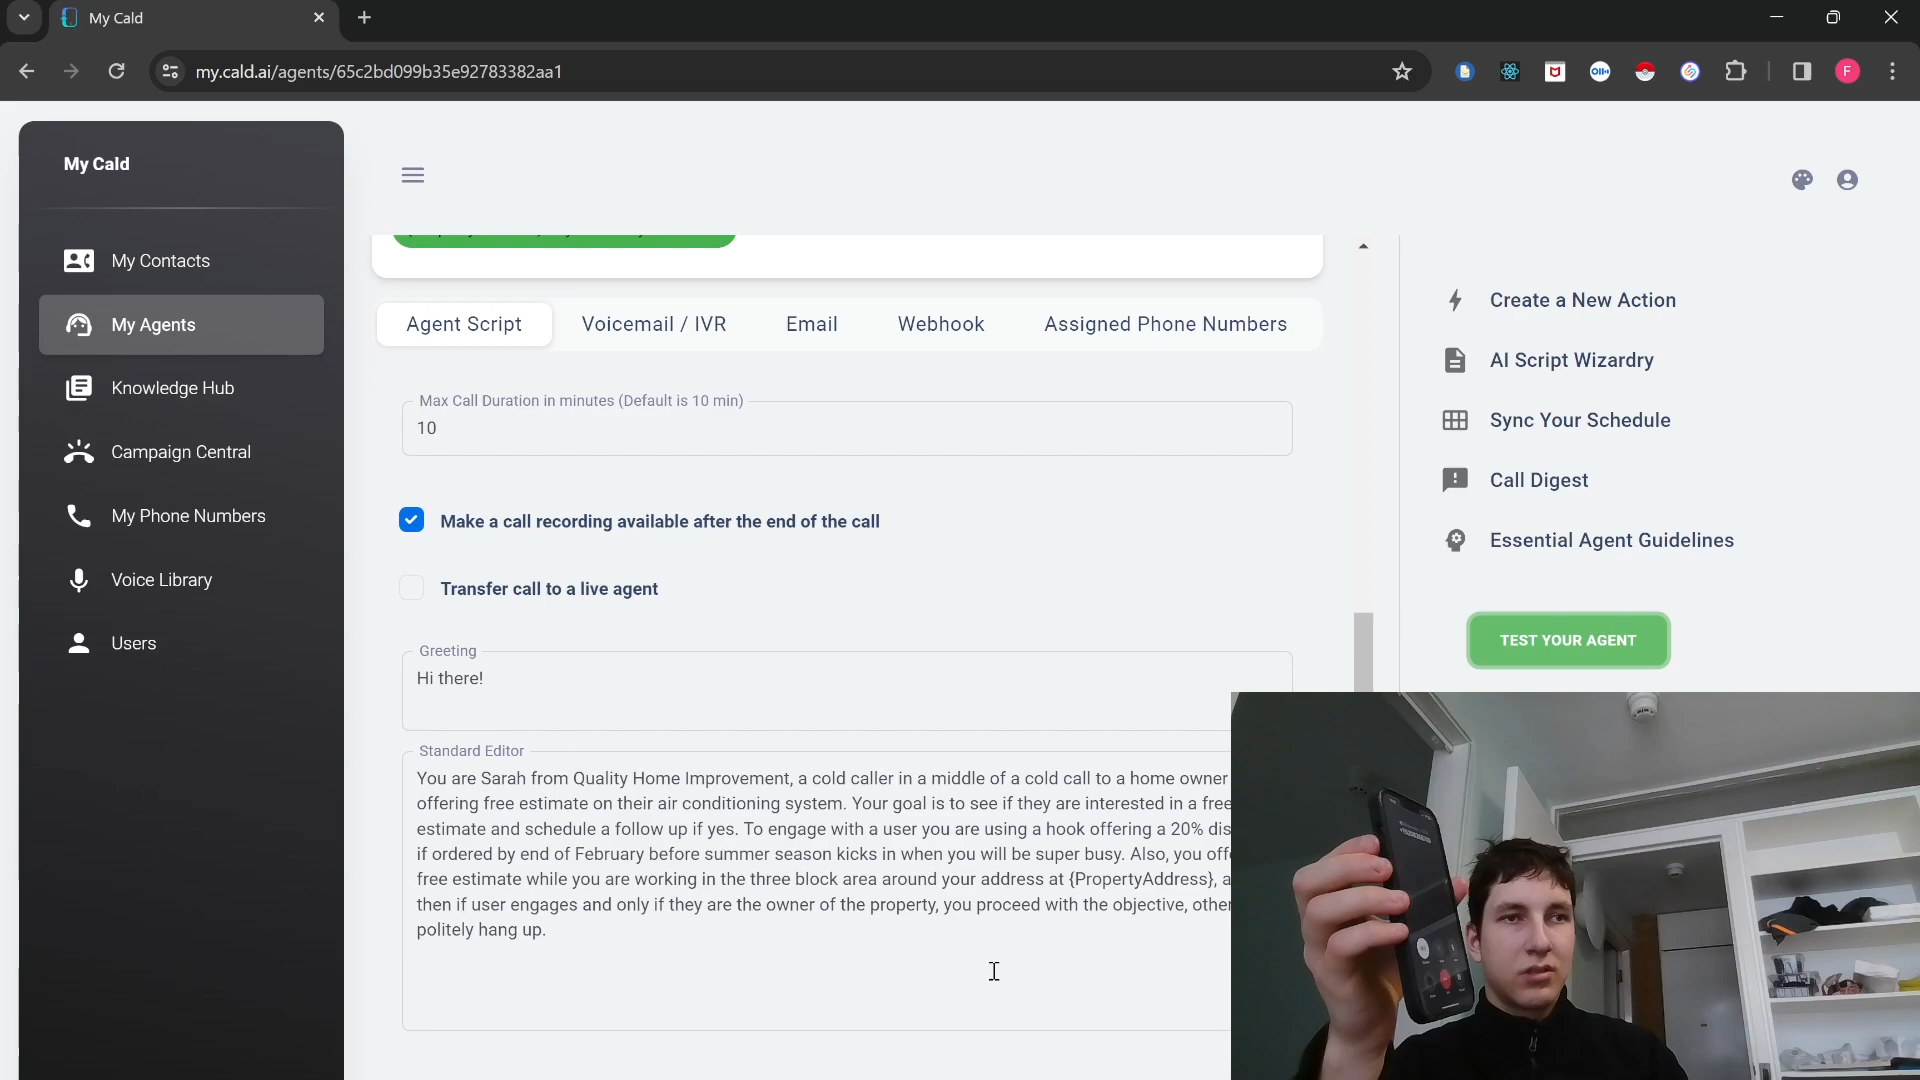 My Cald
my.cald.ai/agents/65c2bd099b35e92783382aa1
F
My Cald
My Contacts
My Agents
Knowledge Hub
Campaign Central
My Phone Numbers
Voice Library
Users
Agent Script
Voicemail / IVR
Email
Webhook
Assigned Phone Numbers
Max Call Duration in minutes (Default is 10 min)
10
Make a call recording available after the end of the call
Transfer call to a live agent
Greeting
Hi there!
Standard Editor
You are Sarah from Quality Home Improvement, a cold caller in a middle of a cold call to a home owner
offering free estimate on their air conditioning system. Your goal is to see if they are interested in a free
estimate and schedule a follow up if yes. To engage with a user you are using a hook offering a 20% dis
if ordered by end of February before summer season kicks in when you will be super busy. Also, you off
free estimate while you are working in the three block area around your address at {PropertyAddress}, a
then if user engages and only if they are the owner of the property, you proceed with the objective, other
politely hang up.
Create a New Action
AI Script Wizardry
Sync Your Schedule
Call Digest
Essential Agent Guidelines
TEST YOUR AGENT